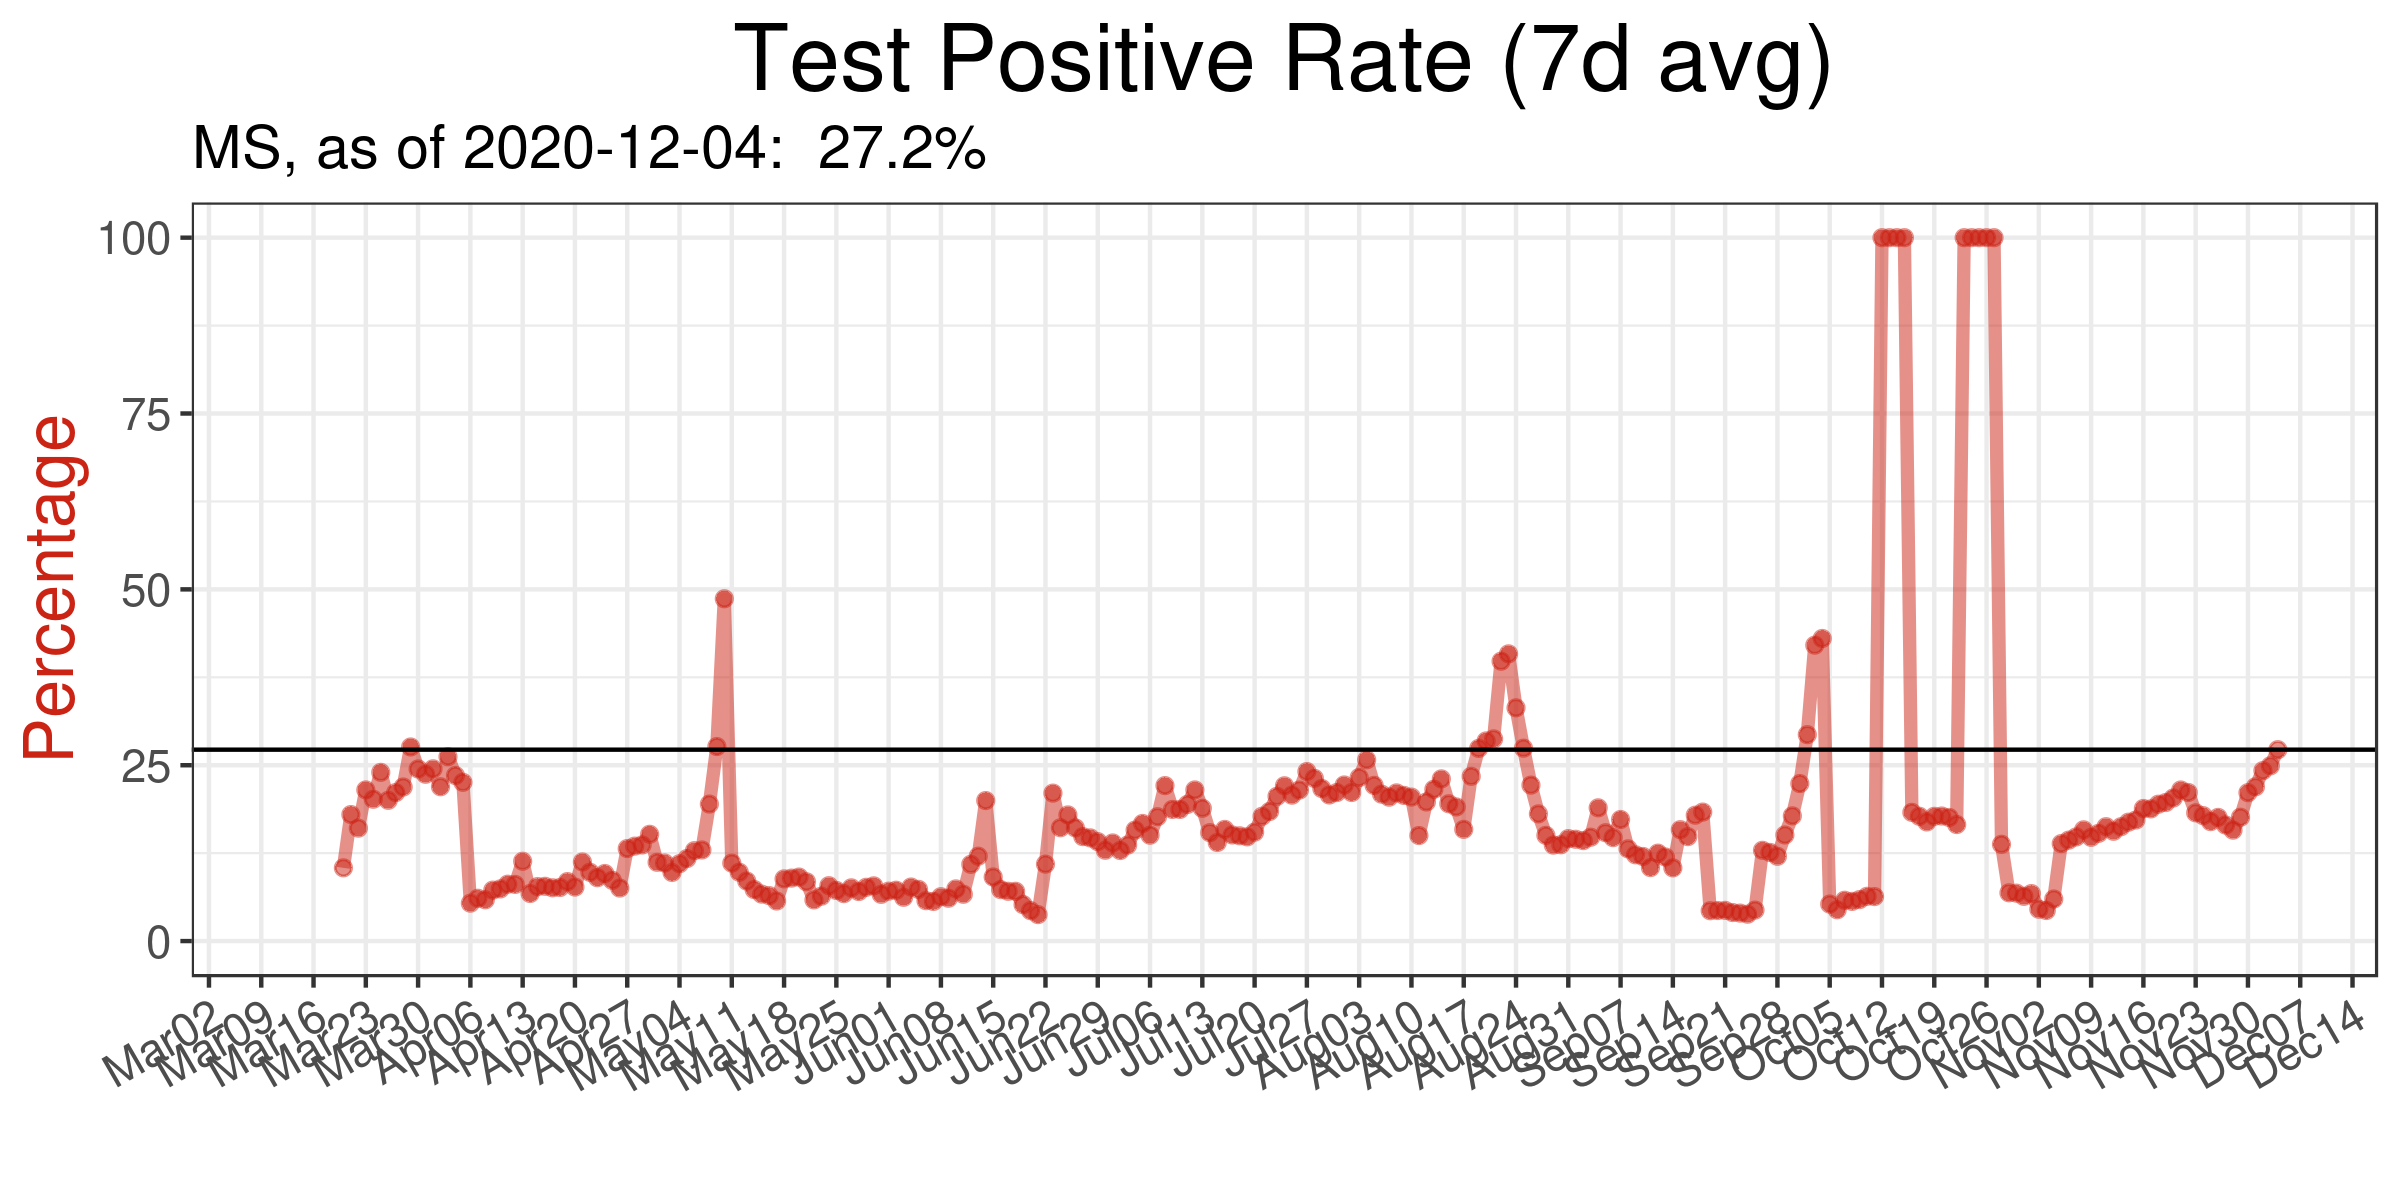 Test Positive Rate (7d avg)
MS, as of 2020-12-04:  27.2%
Percentage
100
75
50
25
0
Mar02
Mar09
Mar16
Mar23
Mar30
Apr06
Apr13
Apr20
Apr27
May04
May11
May18
May25
Jun01
Jun08
Jun15
Jun22
Jun29
Jul06
Jul13
Jul20
Jul27
Aug03
Aug10
Aug17
Aug24
Aug31
Sep07
Sep14
Sep21
Sep28
Oct05
Oct12
Oct19
Oct26
Nov02
Nov09
Nov16
Nov23
Nov30
Dec07
Dec14